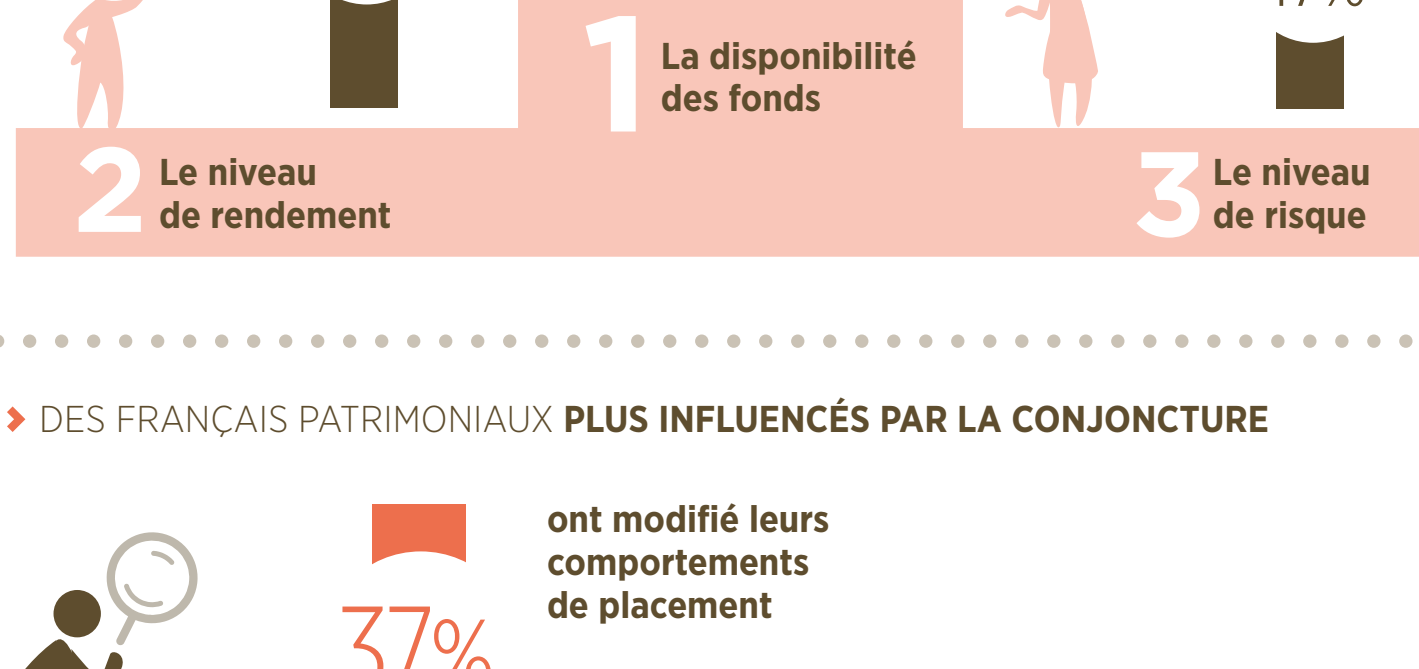 1 La disponibilité
des fonds
2 Le niveau
de rendement
3 Le niveau
de risque
DES FRANÇAIS PATRIMONIAUX PLUS INFLUENCÉS PAR LA CONJONCTURE
ont modifié leurs
comportements
de placement
37%